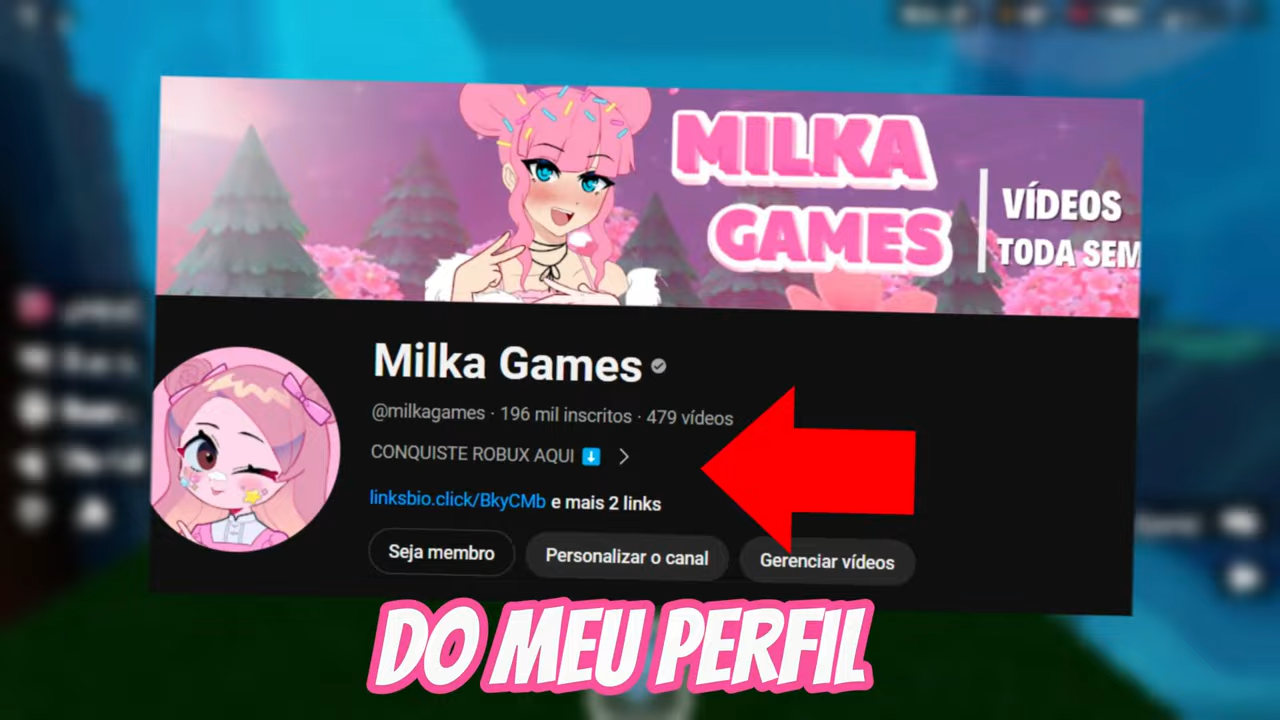 MILKA
GAMES
VÍDEOS
TODA SEM
Milka Games
@milkagames · 196 mil inscritos · 479 vídeos
CONQUISTE ROBUX AQUI ⬇️ >
linksbio.click/BkyCMb e mais 2 links
Seja membro
Personalizar o canal
Gerenciar vídeos
DO MEU PERFIL